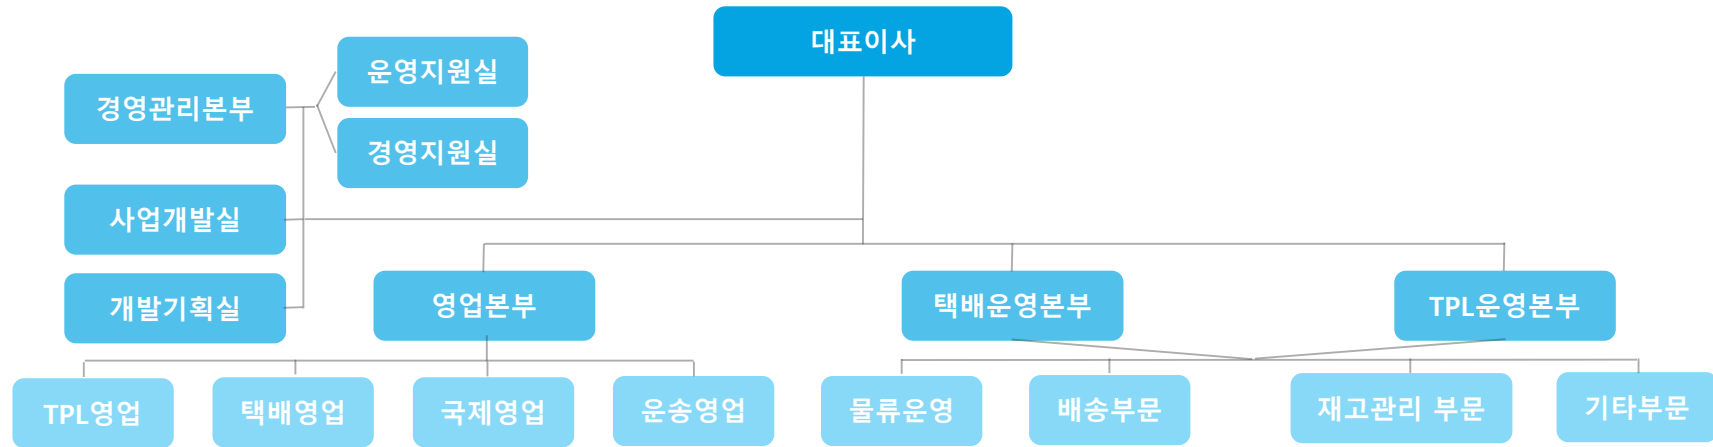 대표이사
운영지원실
경영관리본부
경영지원실
사업개발실
개발기획실
영업본부
택배운영본부
TPL운영본부
TPL영업
택배영업
국제영업
운송영업
물류운영
배송부문
재고관리 부문
기타부문